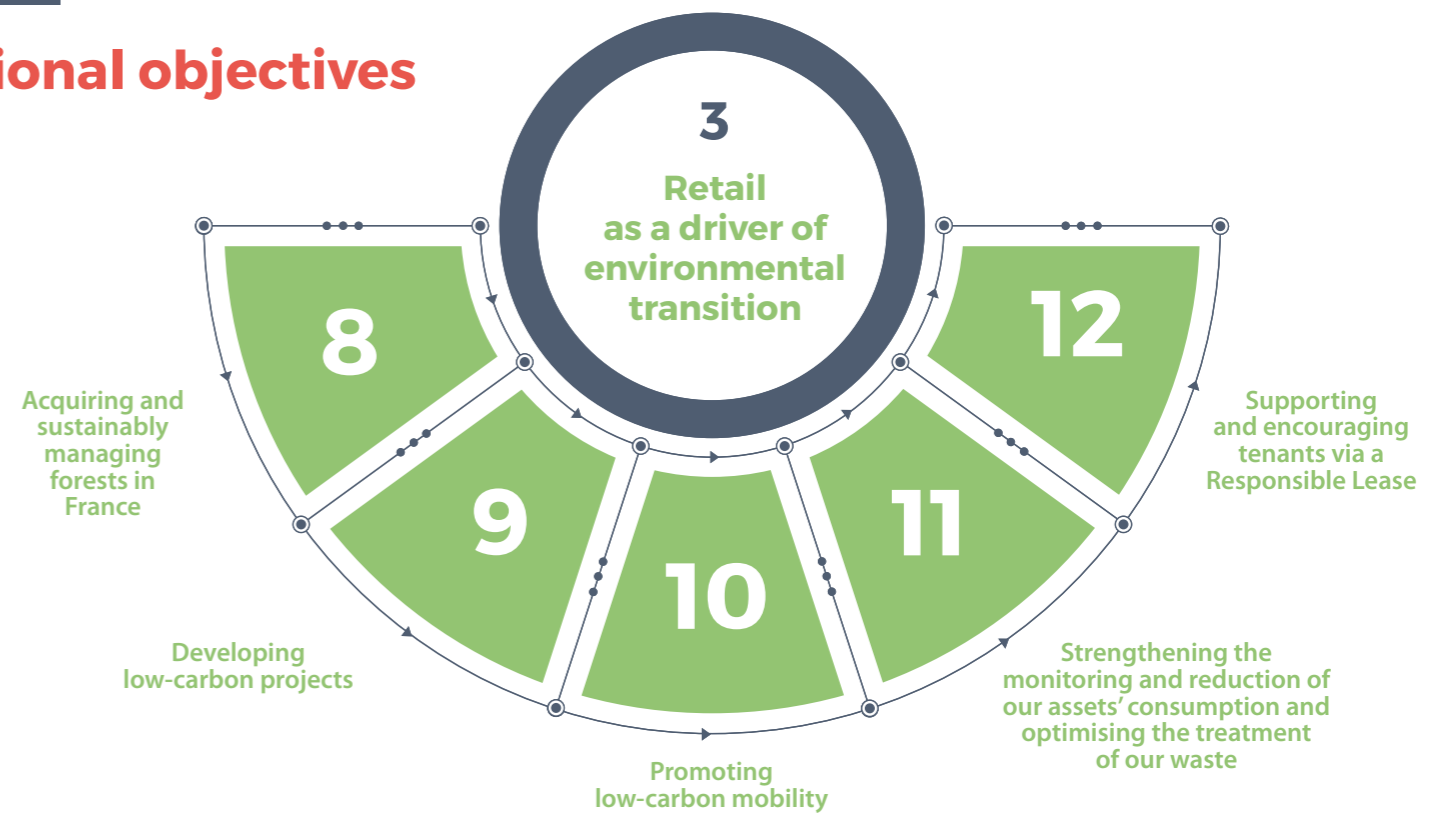 objectives
3
Retail
as a driver of
environmental
transition
8
Acquiring and
sustainably
managing
forests in
France
9
Developing
low-carbon projects
10
Promoting
low-carbon mobility
11
Strengthening the
monitoring and reduction of
our assets’ consumption and
optimising the treatment
of our waste
12
Supporting
and encouraging
tenants via a
Responsible Lease